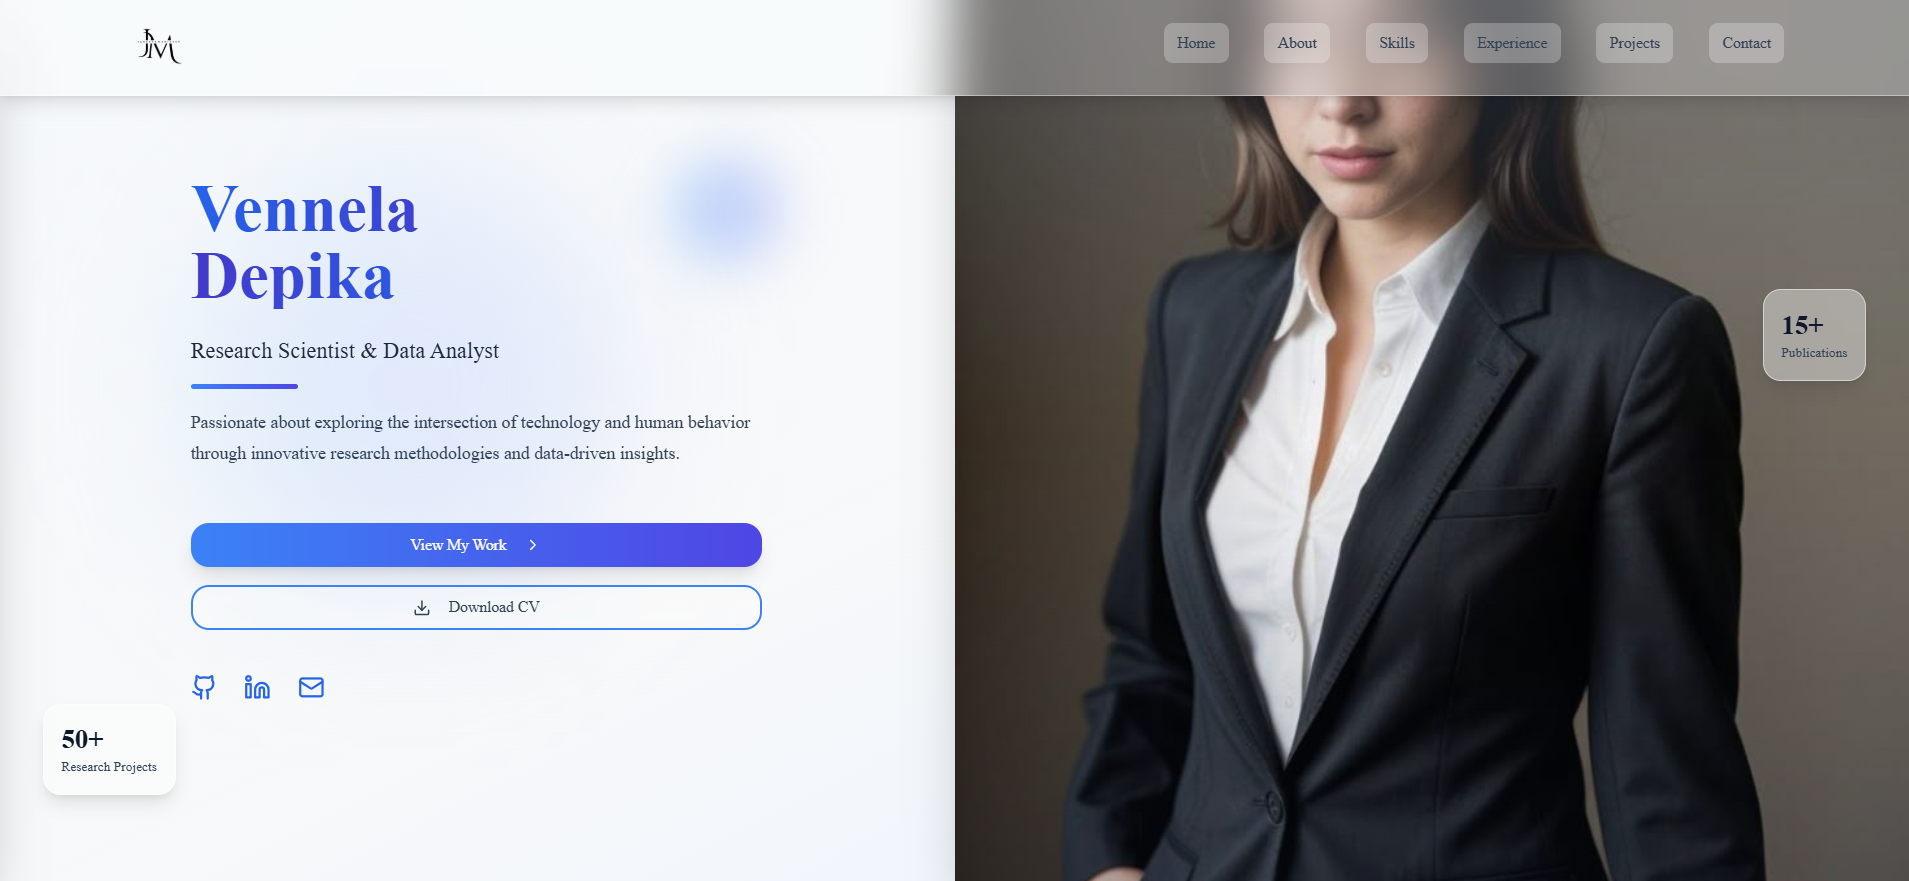 Home
About
Skills
Experience
Projects
Contact
Vennela
Depika
Research Scientist & Data Analyst
Passionate about exploring the intersection of technology and human behavior
through innovative research methodologies and data-driven insights.
View My Work
Download CV
15+
Publications
50+
Research Projects